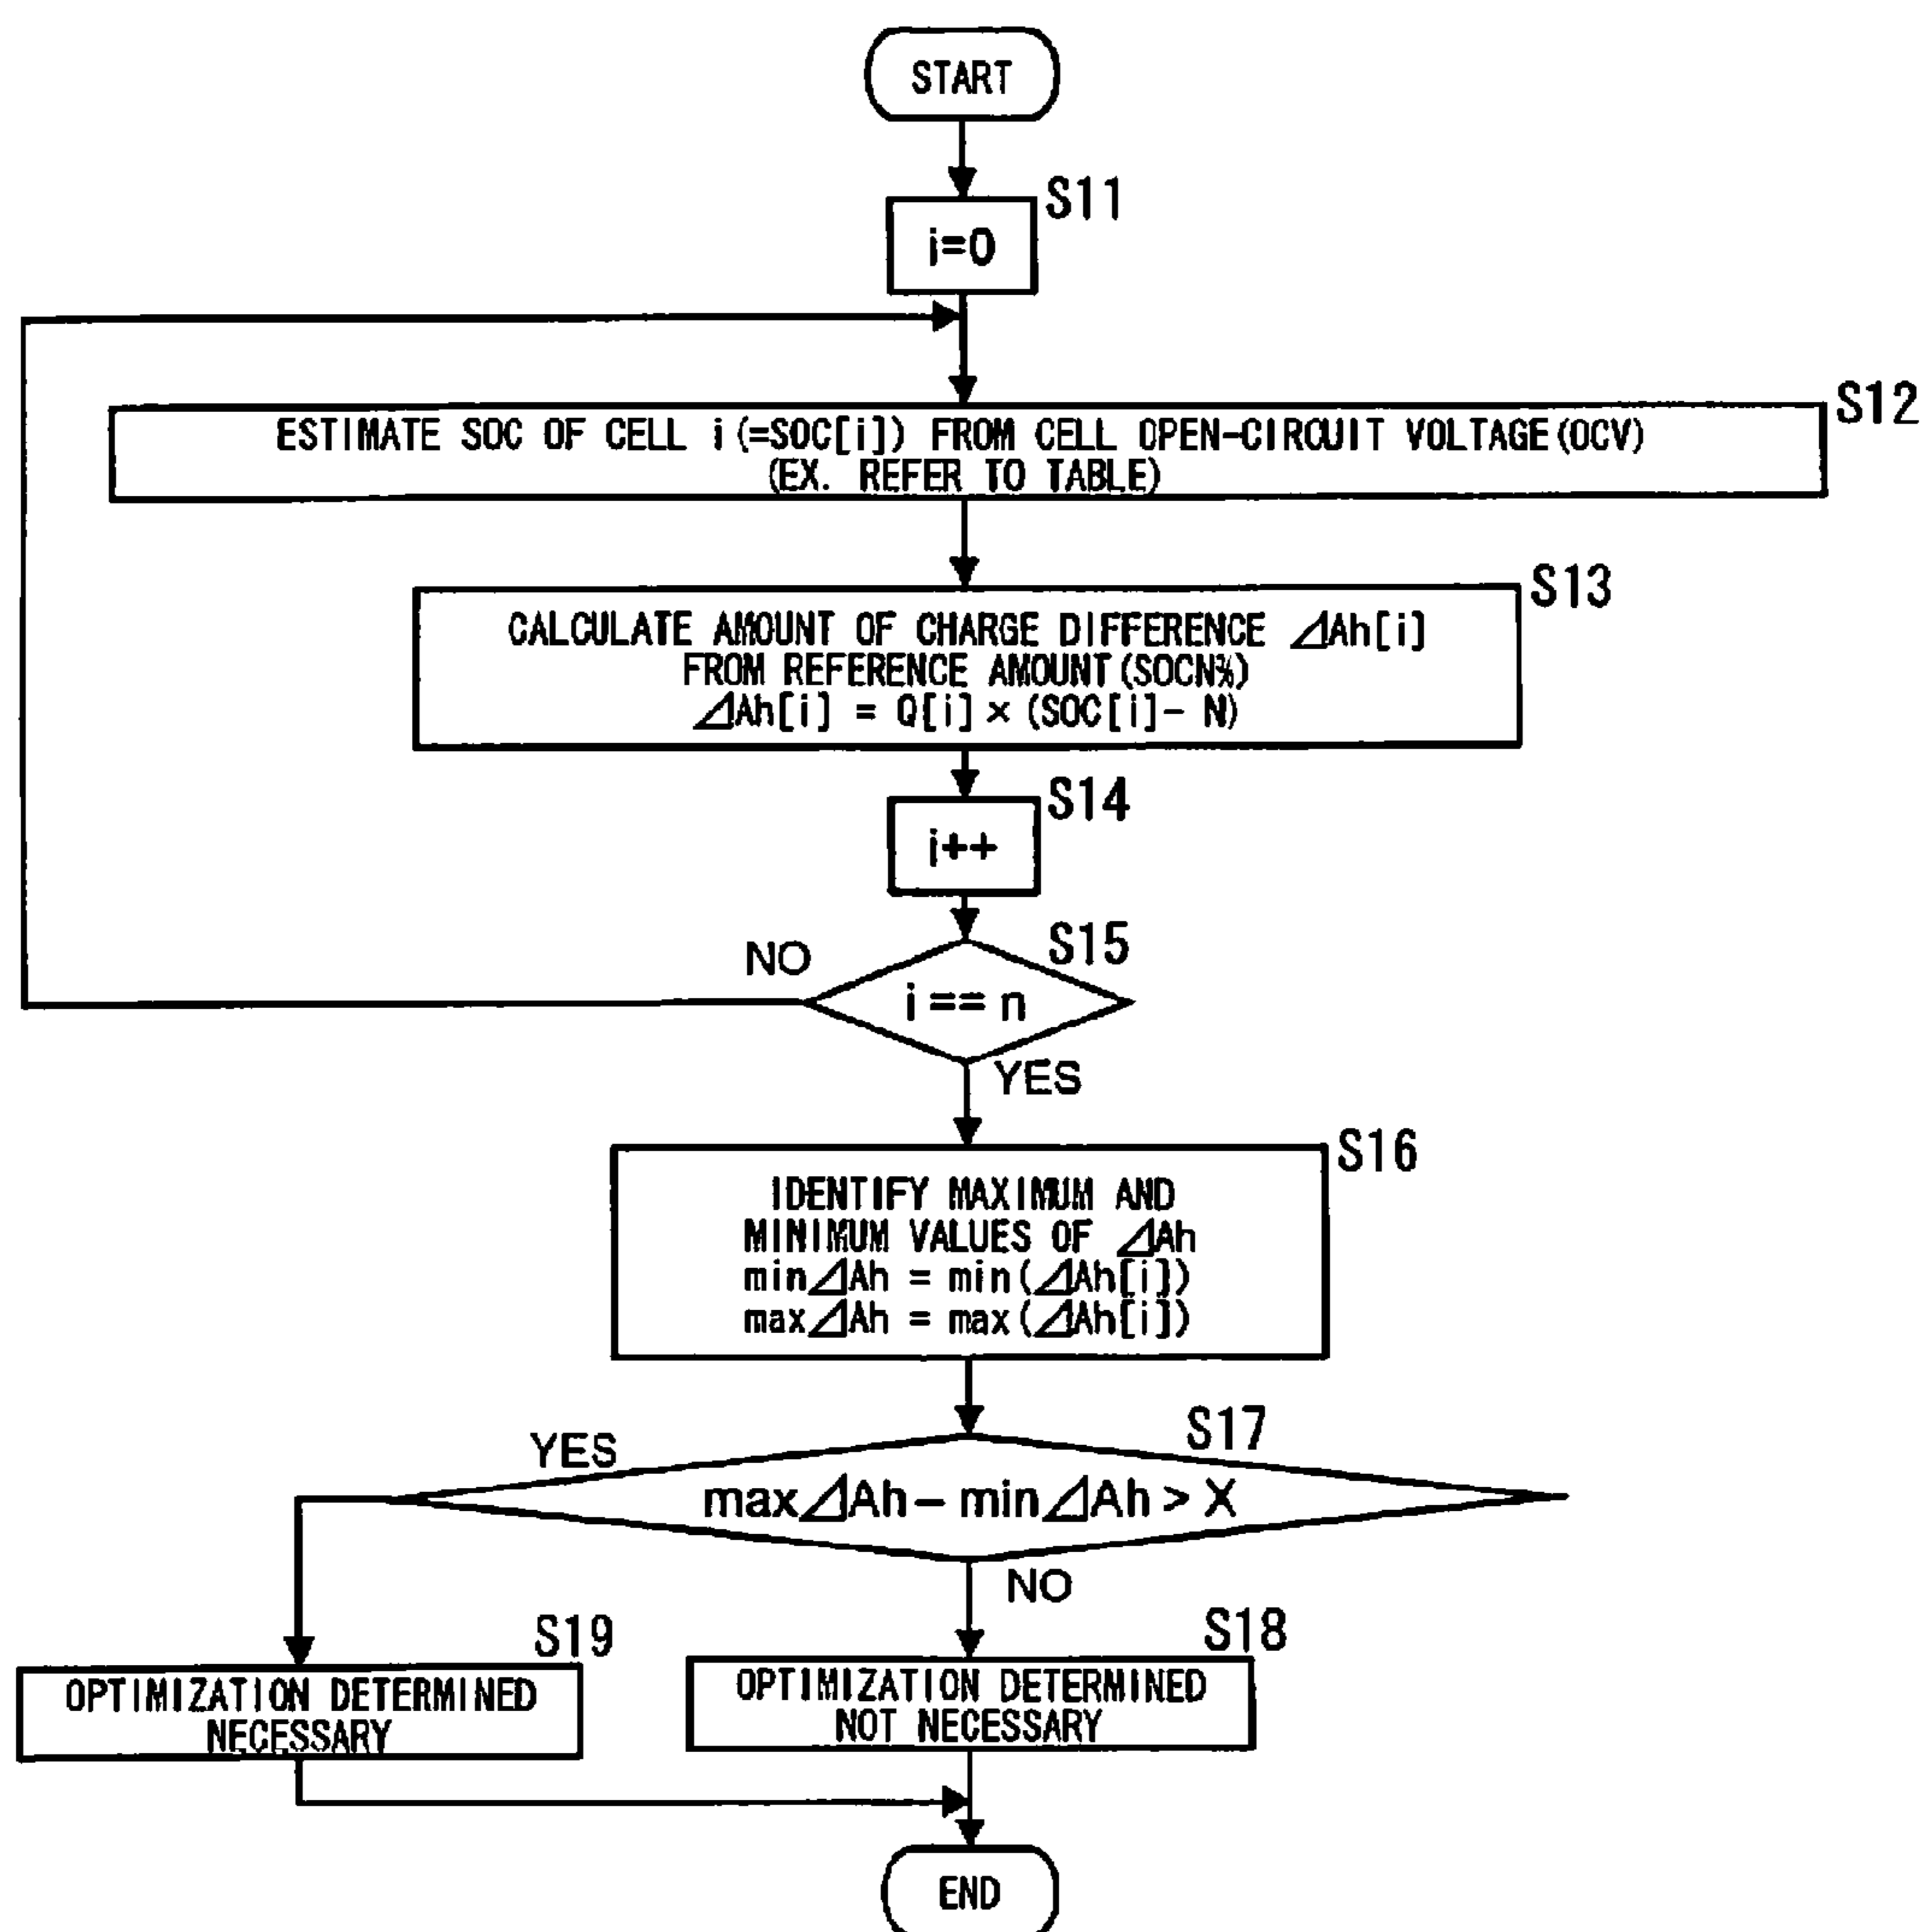 START
S11
i=0
S12
ESTIMATE SOC OF CELL i(=SOC[i]) FROM CELL OPEN-CIRCUIT VOLTAGE(OCV)
(EX. REFER TO TABLE)
S13
CALCULATE AMOUNT OF CHARGE DIFFERENCE ⊿Ah[i]
FROM REFERENCE AMOUNT(SOCN%)
⊿Ah[i] = Q[i] × (SOC[i]- N)
S14
i++
S15
NO
i == n
YES
S16
IDENTIFY MAXIMUM AND
MINIMUM VALUES OF ⊿Ah
min⊿Ah = min(⊿Ah[i])
max⊿Ah = max(⊿Ah[i])
S17
YES
max⊿Ah – min⊿Ah > X
NO
S19
OPTIMIZATION DETERMINED
NECESSARY
S18
OPTIMIZATION DETERMINED
NOT NECESSARY
END